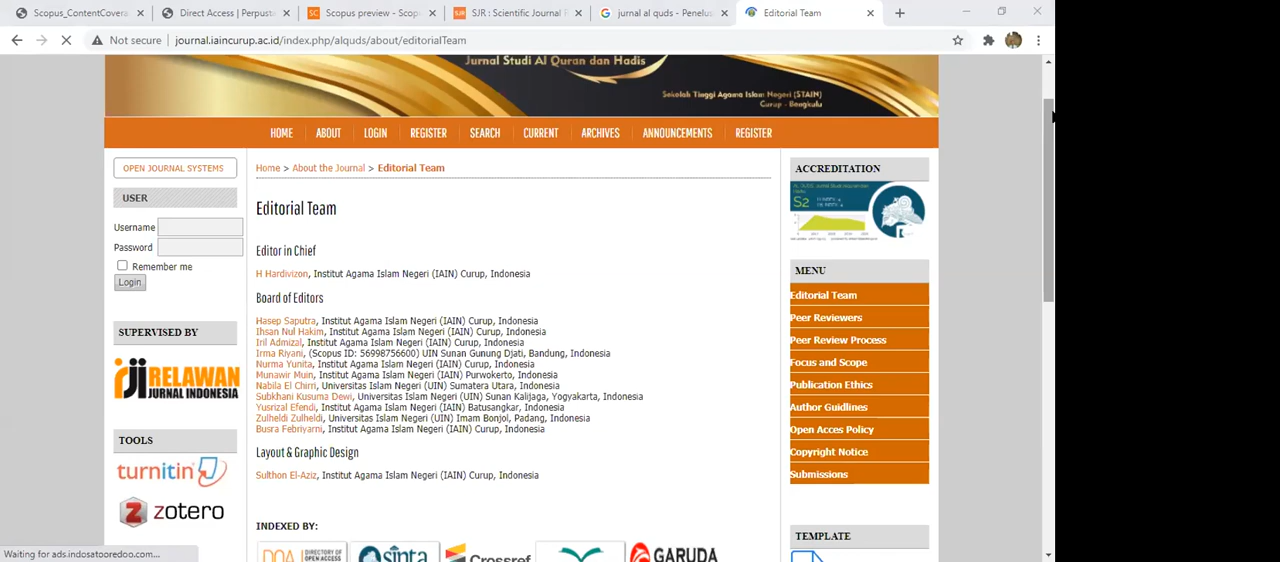 Scopus_ContentCovera
Direct Access | Perpust
Scopus preview - Scop
SJR : Scientific Journal
jurnal al quds - Penelus
Editorial Team
Not secure
journal.iaincurup.ac.id/index.php/alquds/about/editorialTeam
Jurnal Studi Al Quran dan Hadis
Sekolah Tinggi Agama Islam Negeri (STAIN)
Curup - Bengkulu
HOME
ABOUT
LOGIN
REGISTER
SEARCH
CURRENT
ARCHIVES
ANNOUNCEMENTS
REGISTER
OPEN JOURNAL SYSTEMS
USER
Username
Password
Remember me
Login
SUPERVISED BY
RELAWAN
JURNAL INDONESIA
TOOLS
turnitin
zotero
Home > About the Journal > Editorial Team
Editorial Team
Editor in Chief
H Hardivizon, Institut Agama Islam Negeri (IAIN) Curup, Indonesia
Board of Editors
Hasep Saputra, Institut Agama Islam Negeri (IAIN) Curup, Indonesia
Ihsan Nul Hakim, Institut Agama Islam Negeri (IAIN) Curup, Indonesia
Iril Admizal, Institut Agama Islam Negeri (IAIN) Curup, Indonesia
Irma Riyani, (Scopus ID: 56998756600) UIN Sunan Gunung Djati, Bandung, Indonesia
Nurma Yunita, Institut Agama Islam Negeri (IAIN) Curup, Indonesia
Munawir Muin, Institut Agama Islam Negeri (IAIN) Purwokerto, Indonesia
Nabila El Chirri, Universitas Islam Negeri (UIN) Sumatera Utara, Indonesia
Subkhani Kusuma Dewi, Universitas Islam Negeri (UIN) Sunan Kalijaga, Yogyakarta, Indonesia
Yusrizal Efendi, Institut Agama Islam Negeri (IAIN) Batusangkar, Indonesia
Zulheldi Zulheldi, Universitas Islam Negeri (UIN) Imam Bonjol, Padang, Indonesia
Busra Febriyarni, Institut Agama Islam Negeri (IAIN) Curup, Indonesia
Layout & Graphic Design
Sulthon El-Aziz, Institut Agama Islam Negeri (IAIN) Curup, Indonesia
INDEXED BY:
DIRECTORY OF
OPEN ACCESS
sinta
Crossref
GARUDA
ACCREDITATION
S2
MENU
Editorial Team
Peer Reviewers
Peer Review Process
Focus and Scope
Publication Ethics
Author Guidlines
Open Acces Policy
Copyright Notice
Submissions
TEMPLATE
Waiting for ads.indosatooredoo.com...